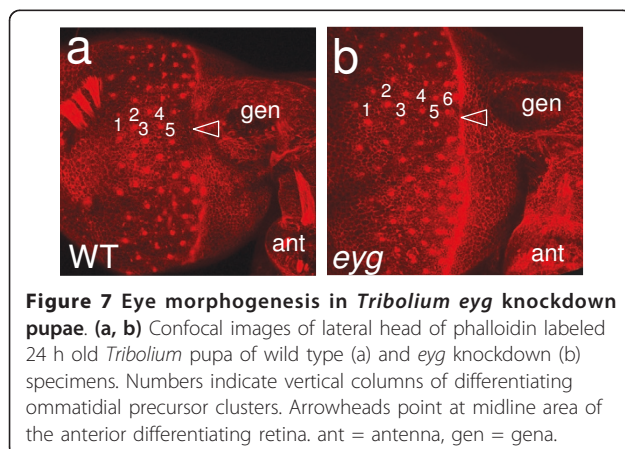 a
b
1 2 3 4 5
gen
WT
ant
1 2 3 4 5 6
gen
eyg
ant
Figure 7 Eye morphogenesis in Tribolium eyg knockdown
pupae. (a, b) Confocal images of lateral head of phalloidin labeled
24 h old Tribolium pupa of wild type (a) and eyg knockdown (b)
specimens. Numbers indicate vertical columns of differentiating
ommatidial precursor clusters. Arrowheads point at midline area of
the anterior differentiating retina. ant = antenna, gen = gena.